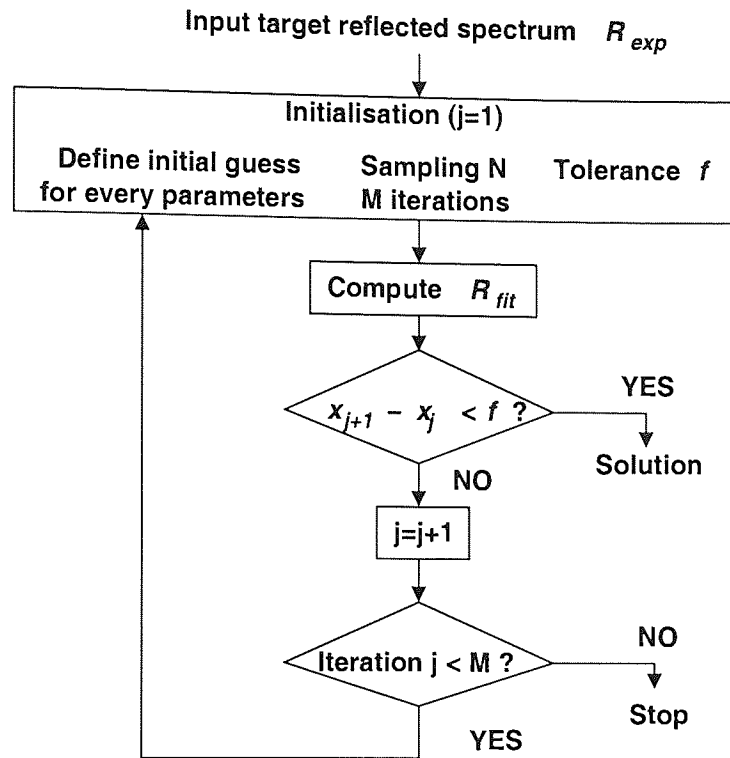 Input target reflected spectrum R exp
Initialisation (j=1)
Define initial guess for every parameters
Sampling N
M iterations
Tolerance f
Compute R fit
x j+1 – x j < f ?
YES
Solution
NO
j=j+1
Iteration j < M ?
NO
Stop
YES